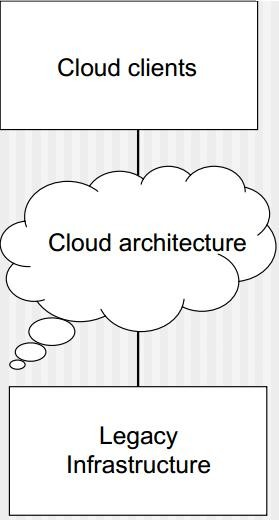 Cloud clients
Cloud architecture
Legacy
Infrastructure